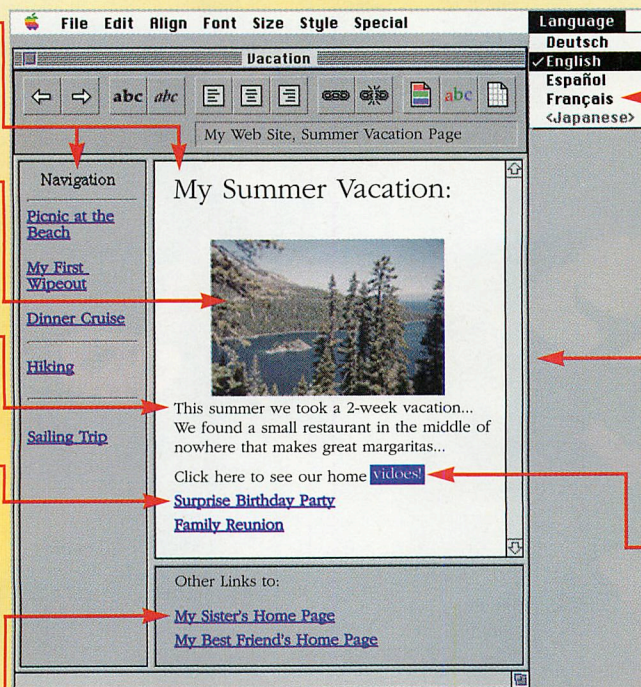 File Edit Align Font Size Style Special
Language
Deutsch
✓English
Español
Français
<Japanese>
Vacation
abc abc abc
My Web Site, Summer Vacation Page
Navigation
Picnic at the
Beach
My First
Wipeout
Dinner Cruise
Hiking
Sailing Trip
My Summer Vacation:
This summer we took a 2-week vacation...
We found a small restaurant in the middle of
nowhere that makes great margaritas...
Click here to see our home vidoes!
Surprise Birthday Party
Family Reunion
Other Links to:
My Sister's Home Page
My Best Friend's Home Page